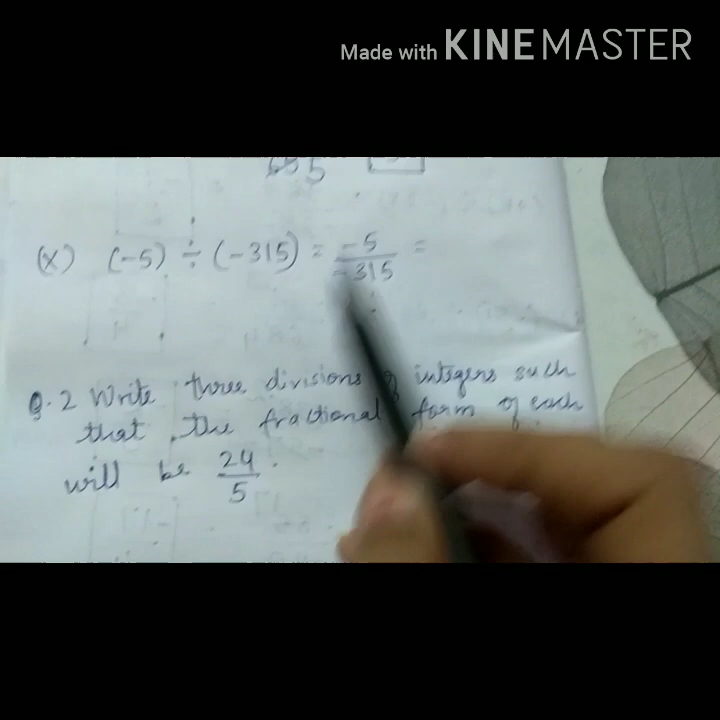 Made with KINEMASTER
(x) (-5) ÷ (-315) = -5/-315 =
Q.2 Write three divisions integers such
that the fractional form of each
will be 24/5.